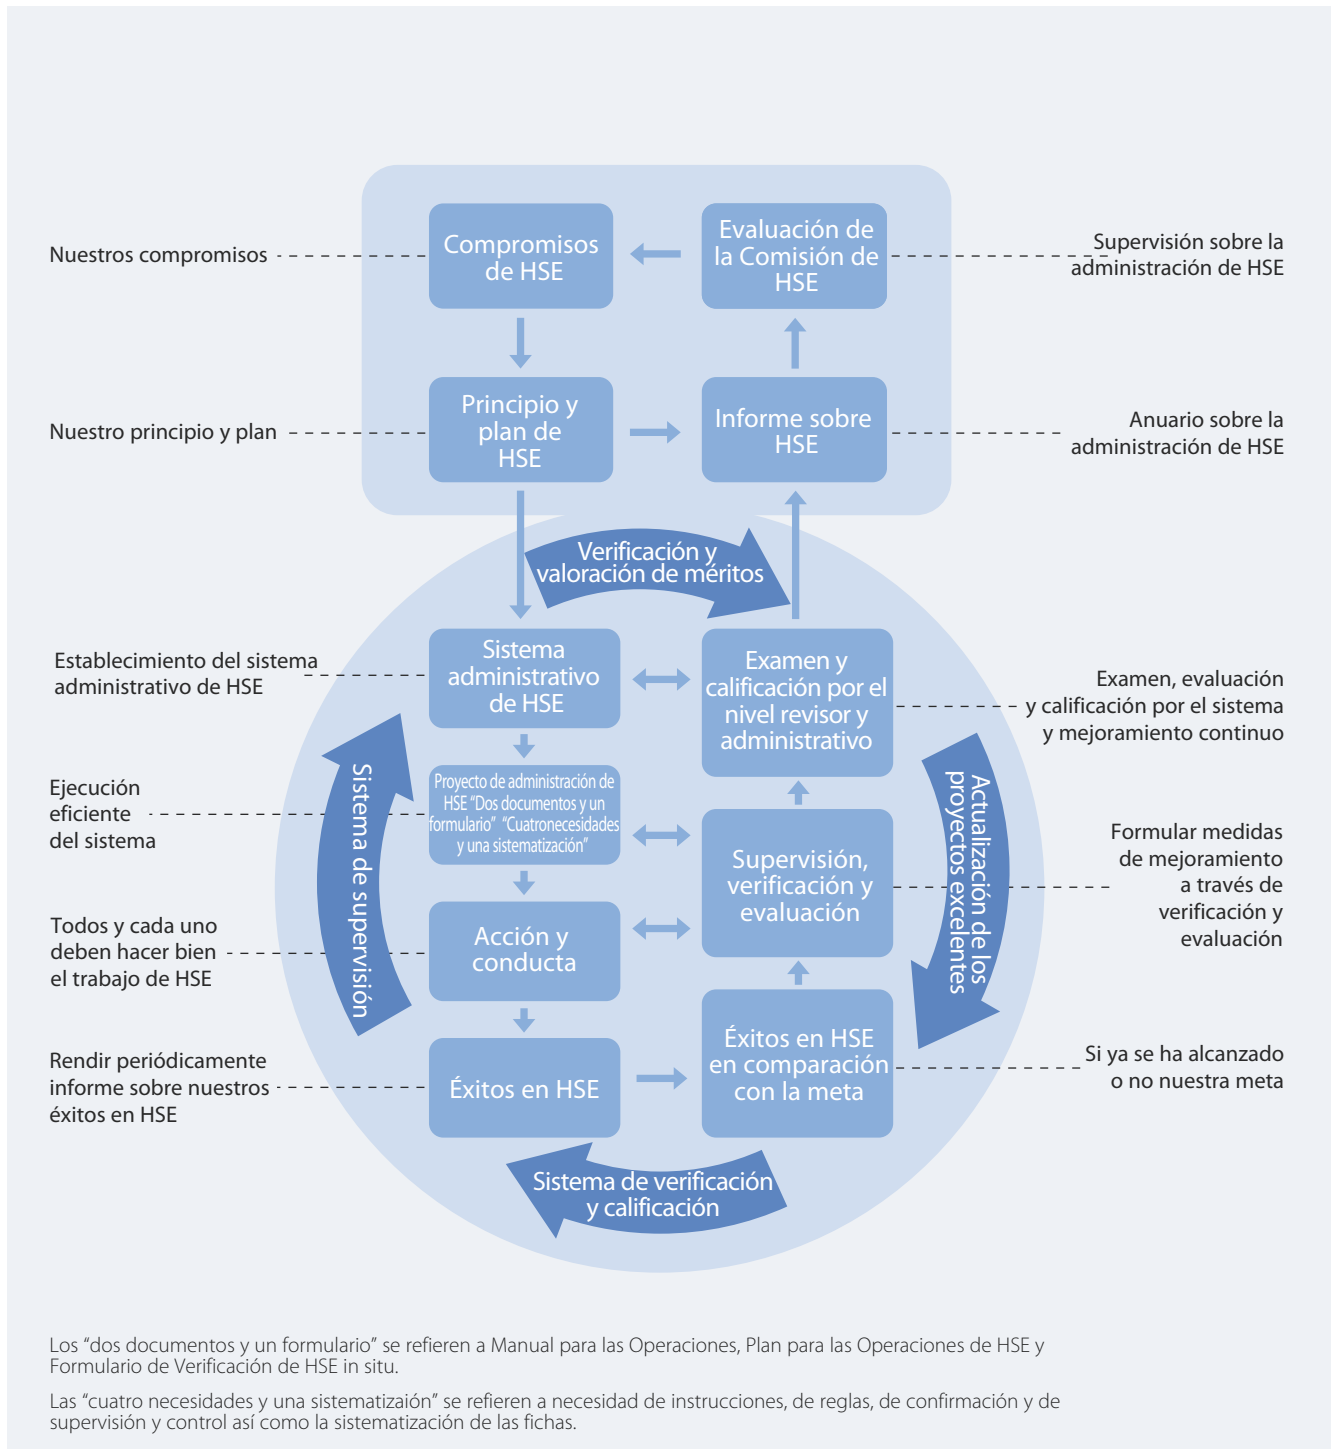 Nuestros compromisos
Compromisos
de HSE
Evaluación de
la Comisión de
HSE
Supervisión sobre la
administración de HSE
Nuestro principio y plan
Principio y
plan de
HSE
Informe sobre
HSE
Anuario sobre la
administración de HSE
Verificación y
valoración de méritos
Establecimiento del sistema
administrativo de HSE
Sistema
administrativo
de HSE
Examen y
calificación por el
nivel revisor y
administrativo
Examen, evaluación
y calificación por el sistema
y mejoramiento continuo
Sistema de supervisión
Actualización de los
proyectos excelentes
Ejecución
eficiente
del sistema
Proyecto de administración de
HSE “Dos documentos y un
formulario” “Cuatronecesidades
y una sistematización”
Supervisión,
verificación y
evaluación
Formular medidas
de mejoramiento
a través de
verificación y
evaluación
Todos y cada uno
deben hacer bien
el trabajo de HSE
Acción y
conducta
Rendir periódicamente
informe sobre nuestros
éxitos en HSE
Éxitos en HSE
Éxitos en HSE
en comparación
con la meta
Si ya se ha alcanzado
o no nuestra meta
Sistema de verificación
y calificación
Los “dos documentos y un formulario” se refieren a Manual para las Operaciones, Plan para las Operaciones de HSE y
Formulario de Verificación de HSE in situ.
Las “cuatro necesidades y una sistematizaión” se refieren a necesidad de instrucciones, de reglas, de confirmación y de
supervisión y control así como la sistematización de las fichas.